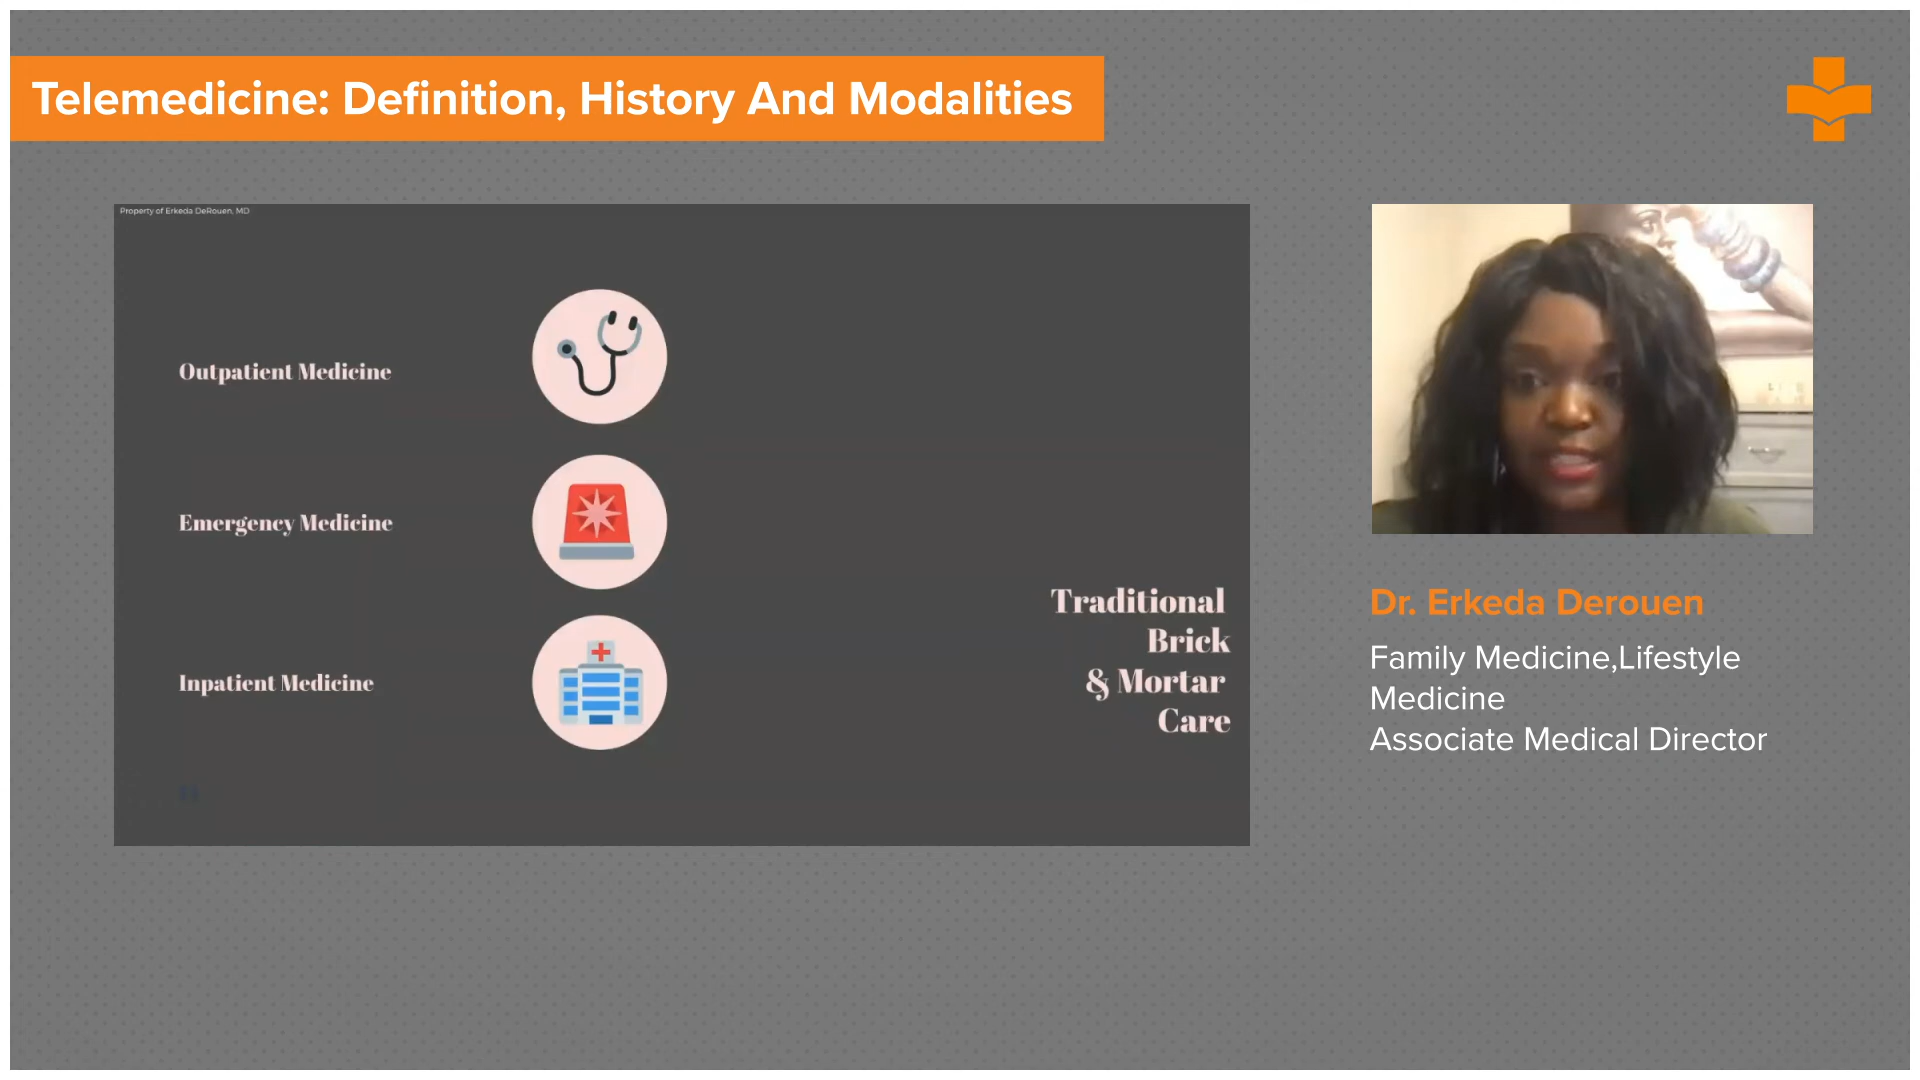 Telemedicine: Definition, History And Modalities
Property of Erkeda DeRouen, MD
Outpatient Medicine
Emergency Medicine
Inpatient Medicine
Traditional
Brick
& Mortar
Care
Dr. Erkeda Derouen
Family Medicine,Lifestyle
Medicine
Associate Medical Director